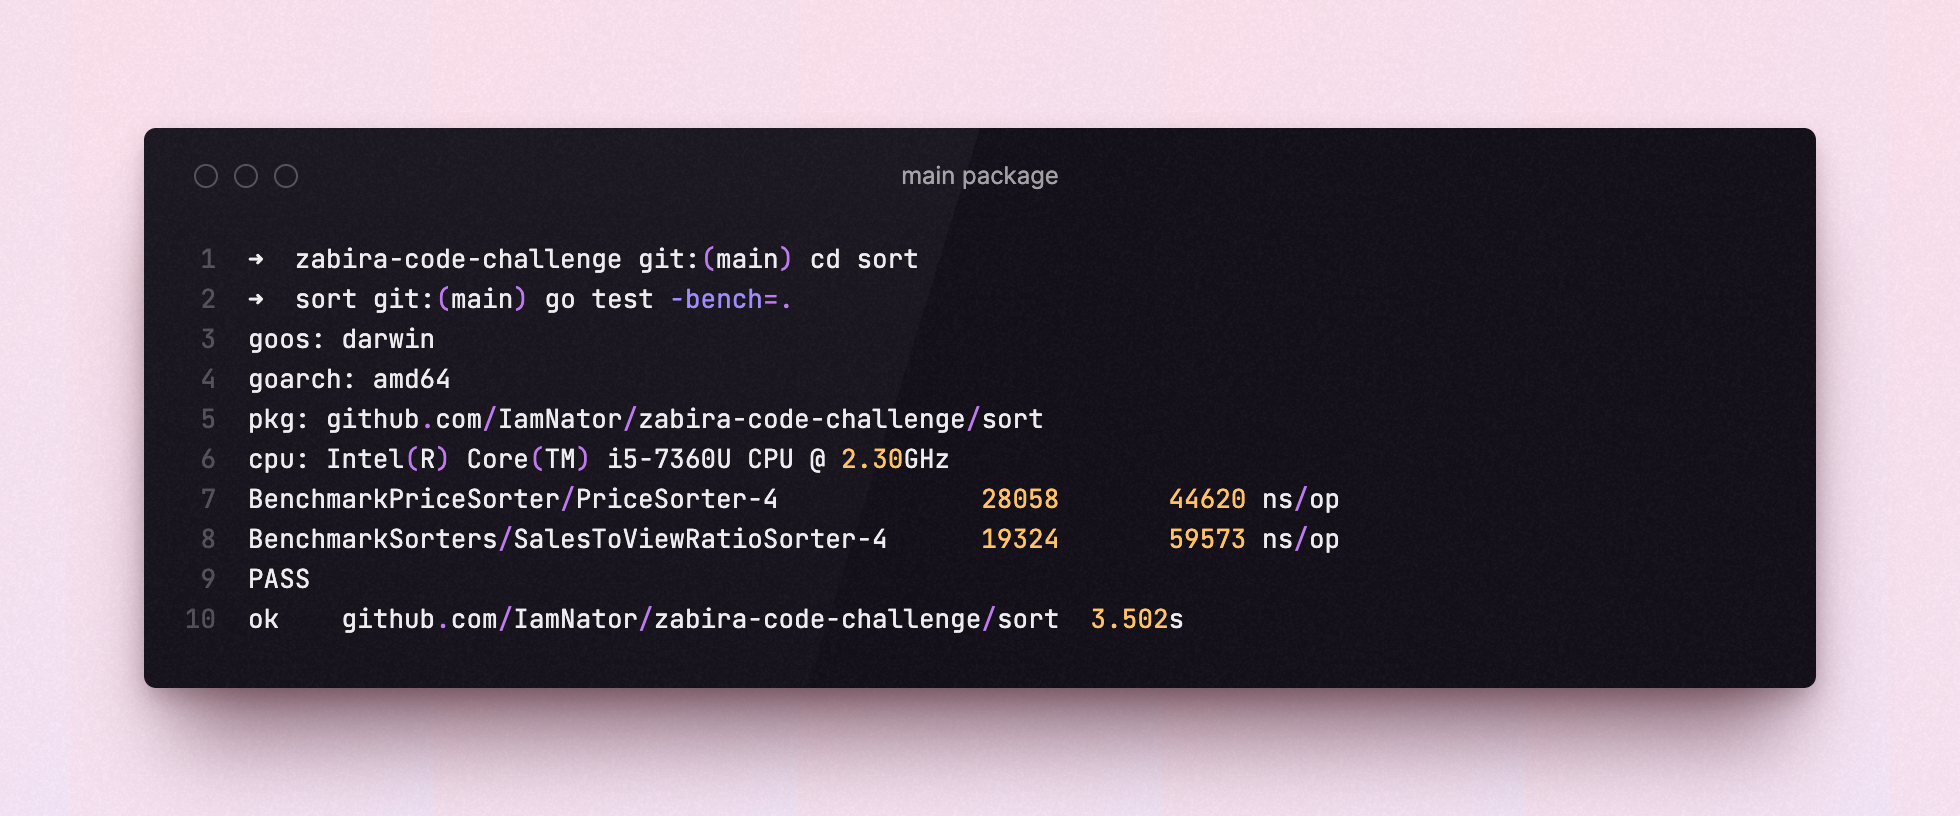 main package
1 ➜  zabira-code-challenge git:(main) cd sort
2 ➜  sort git:(main) go test -bench=.
3 goos: darwin
4 goarch: amd64
5 pkg: github.com/IamNator/zabira-code-challenge/sort
6 cpu: Intel(R) Core(TM) i5-7360U CPU @ 2.30GHz
7 BenchmarkPriceSorter/PriceSorter-4             28058       44620 ns/op
8 BenchmarkSorters/SalesToViewRatioSorter-4      19324       59573 ns/op
9 PASS
10 ok    github.com/IamNator/zabira-code-challenge/sort  3.502s